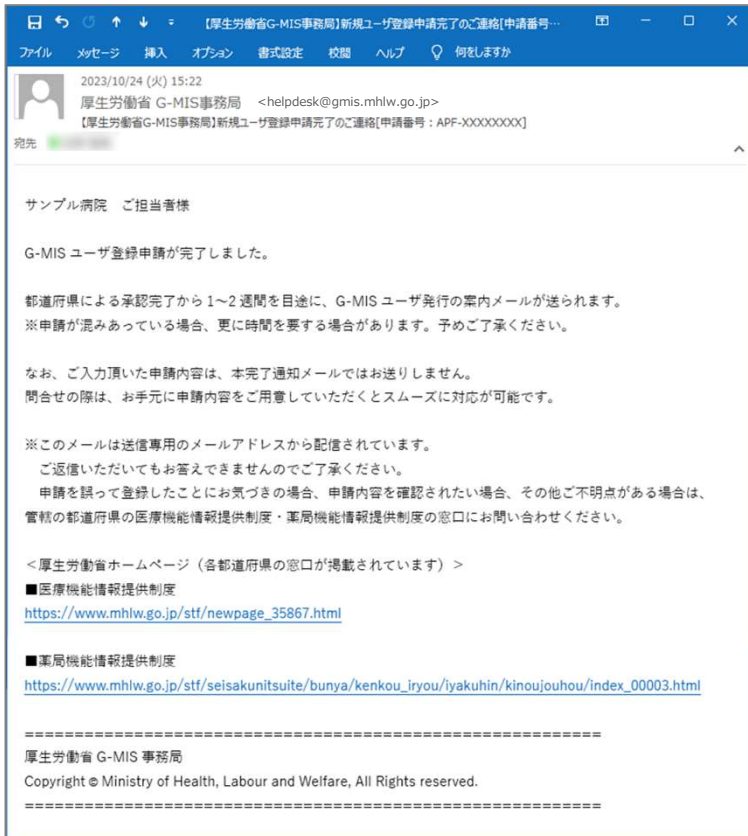 【厚生労働省G-MIS事務局】新規ユーザ登録申請完了のご連絡[申請番号…
ファイル メッセージ 挿入 オプション 書式設定 校閲 ヘルプ 何をしますか
2023/10/24 (火) 15:22
厚生労働省 G-MIS事務局 <helpdesk@gmis.mhlw.go.jp>
【厚生労働省G-MIS事務局】新規ユーザ登録申請完了のご連絡[申請番号：APF-XXXXXXXX]
宛先
サンプル病院　ご担当者様
G-MIS ユーザ登録申請が完了しました。
都道府県による承認完了から 1～2 週間を目途に、G-MIS ユーザ発行の案内メールが送られます。
※申請が混みあっている場合、更に時間を要する場合があります。予めご了承ください。
なお、ご入力頂いた申請内容は、本完了通知メールではお送りしません。
問合せの際は、お手元に申請内容をご用意していただくとスムーズに対応が可能です。
※このメールは送信専用のメールアドレスから配信されています。
ご返信いただいてもお答えできませんのでご了承ください。
申請を誤って登録したことにお気づきの場合、申請内容を確認されたい場合、その他ご不明点がある場合は、
管轄の都道府県の医療機能情報提供制度・薬局機能情報提供制度の窓口にお問い合わせください。
＜厚生労働省ホームページ（各都道府県の窓口が掲載されています）＞
■医療機能情報提供制度
https://www.mhlw.go.jp/stf/newpage_35867.html
■薬局機能情報提供制度
https://www.mhlw.go.jp/stf/seisakunitsuite/bunya/kenkou_iryou/iyakuhin/kinoujouhou/index_00003.html
==========================================================
厚生労働省 G-MIS 事務局
Copyright © Ministry of Health, Labour and Welfare, All Rights reserved.
==========================================================